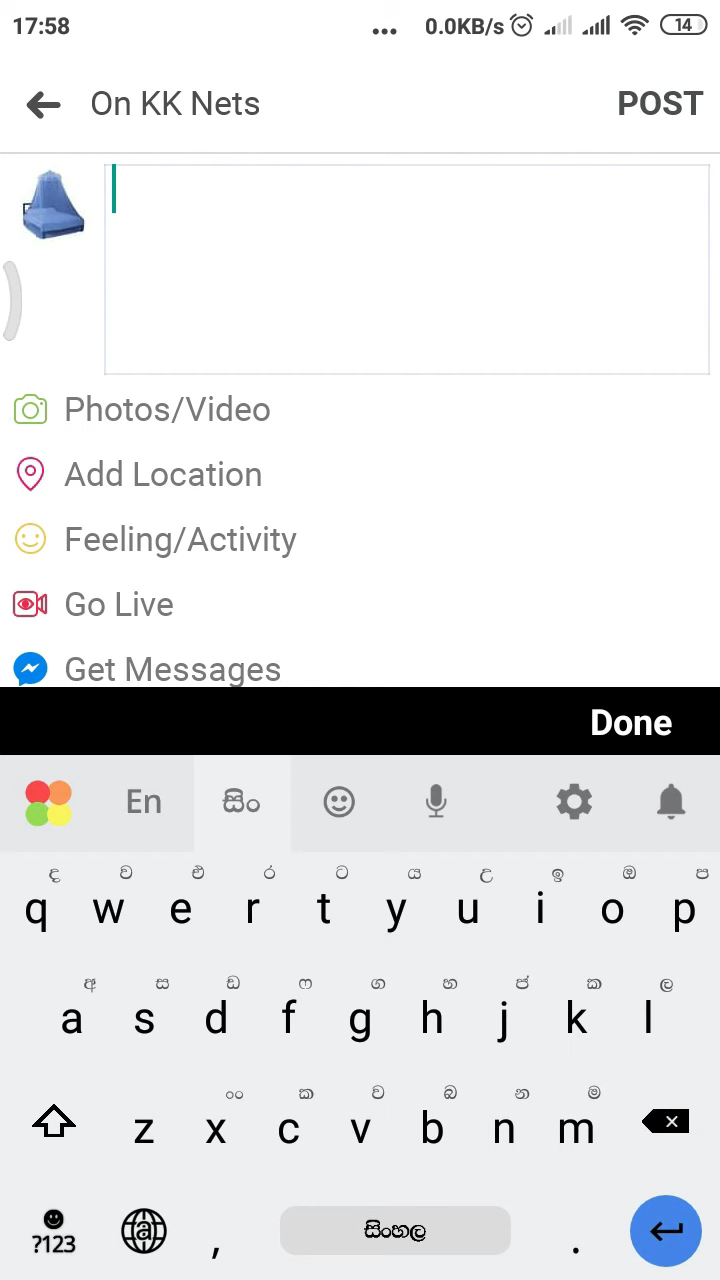 17:58 ... 0.0KB/s 14
On KK Nets POST
Photos/Video
Add Location
Feeling/Activity
Go Live
Get Messages
Done
En සිං
ද ව එ ර ට ය උ ඉ ඔ ප
q w e r t y u i o p
අ ස ඩ ෆ ග හ ජ ක ල
a s d f g h j k l
ං ක ව බ න ම
z x c v b n m
?123 , සිංහල .